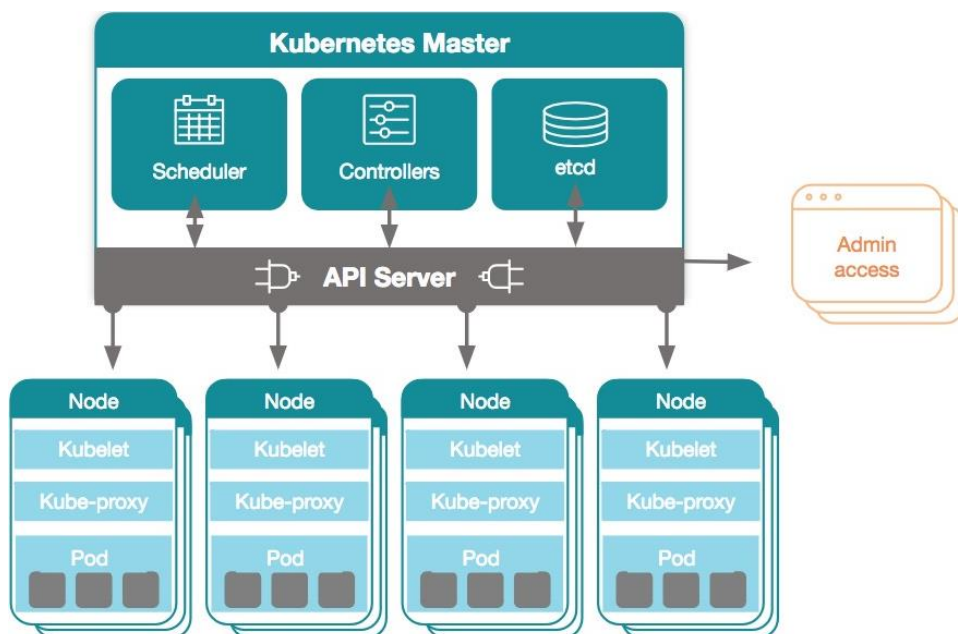 Kubernetes Master
Scheduler
Controllers
etcd
API Server
Admin
access
Node
Node
Node
Node
Kubelet
Kubelet
Kubelet
Kubelet
Kube-proxy
Kube-proxy
Kube-proxy
Kube-proxy
Pod
Pod
Pod
Pod